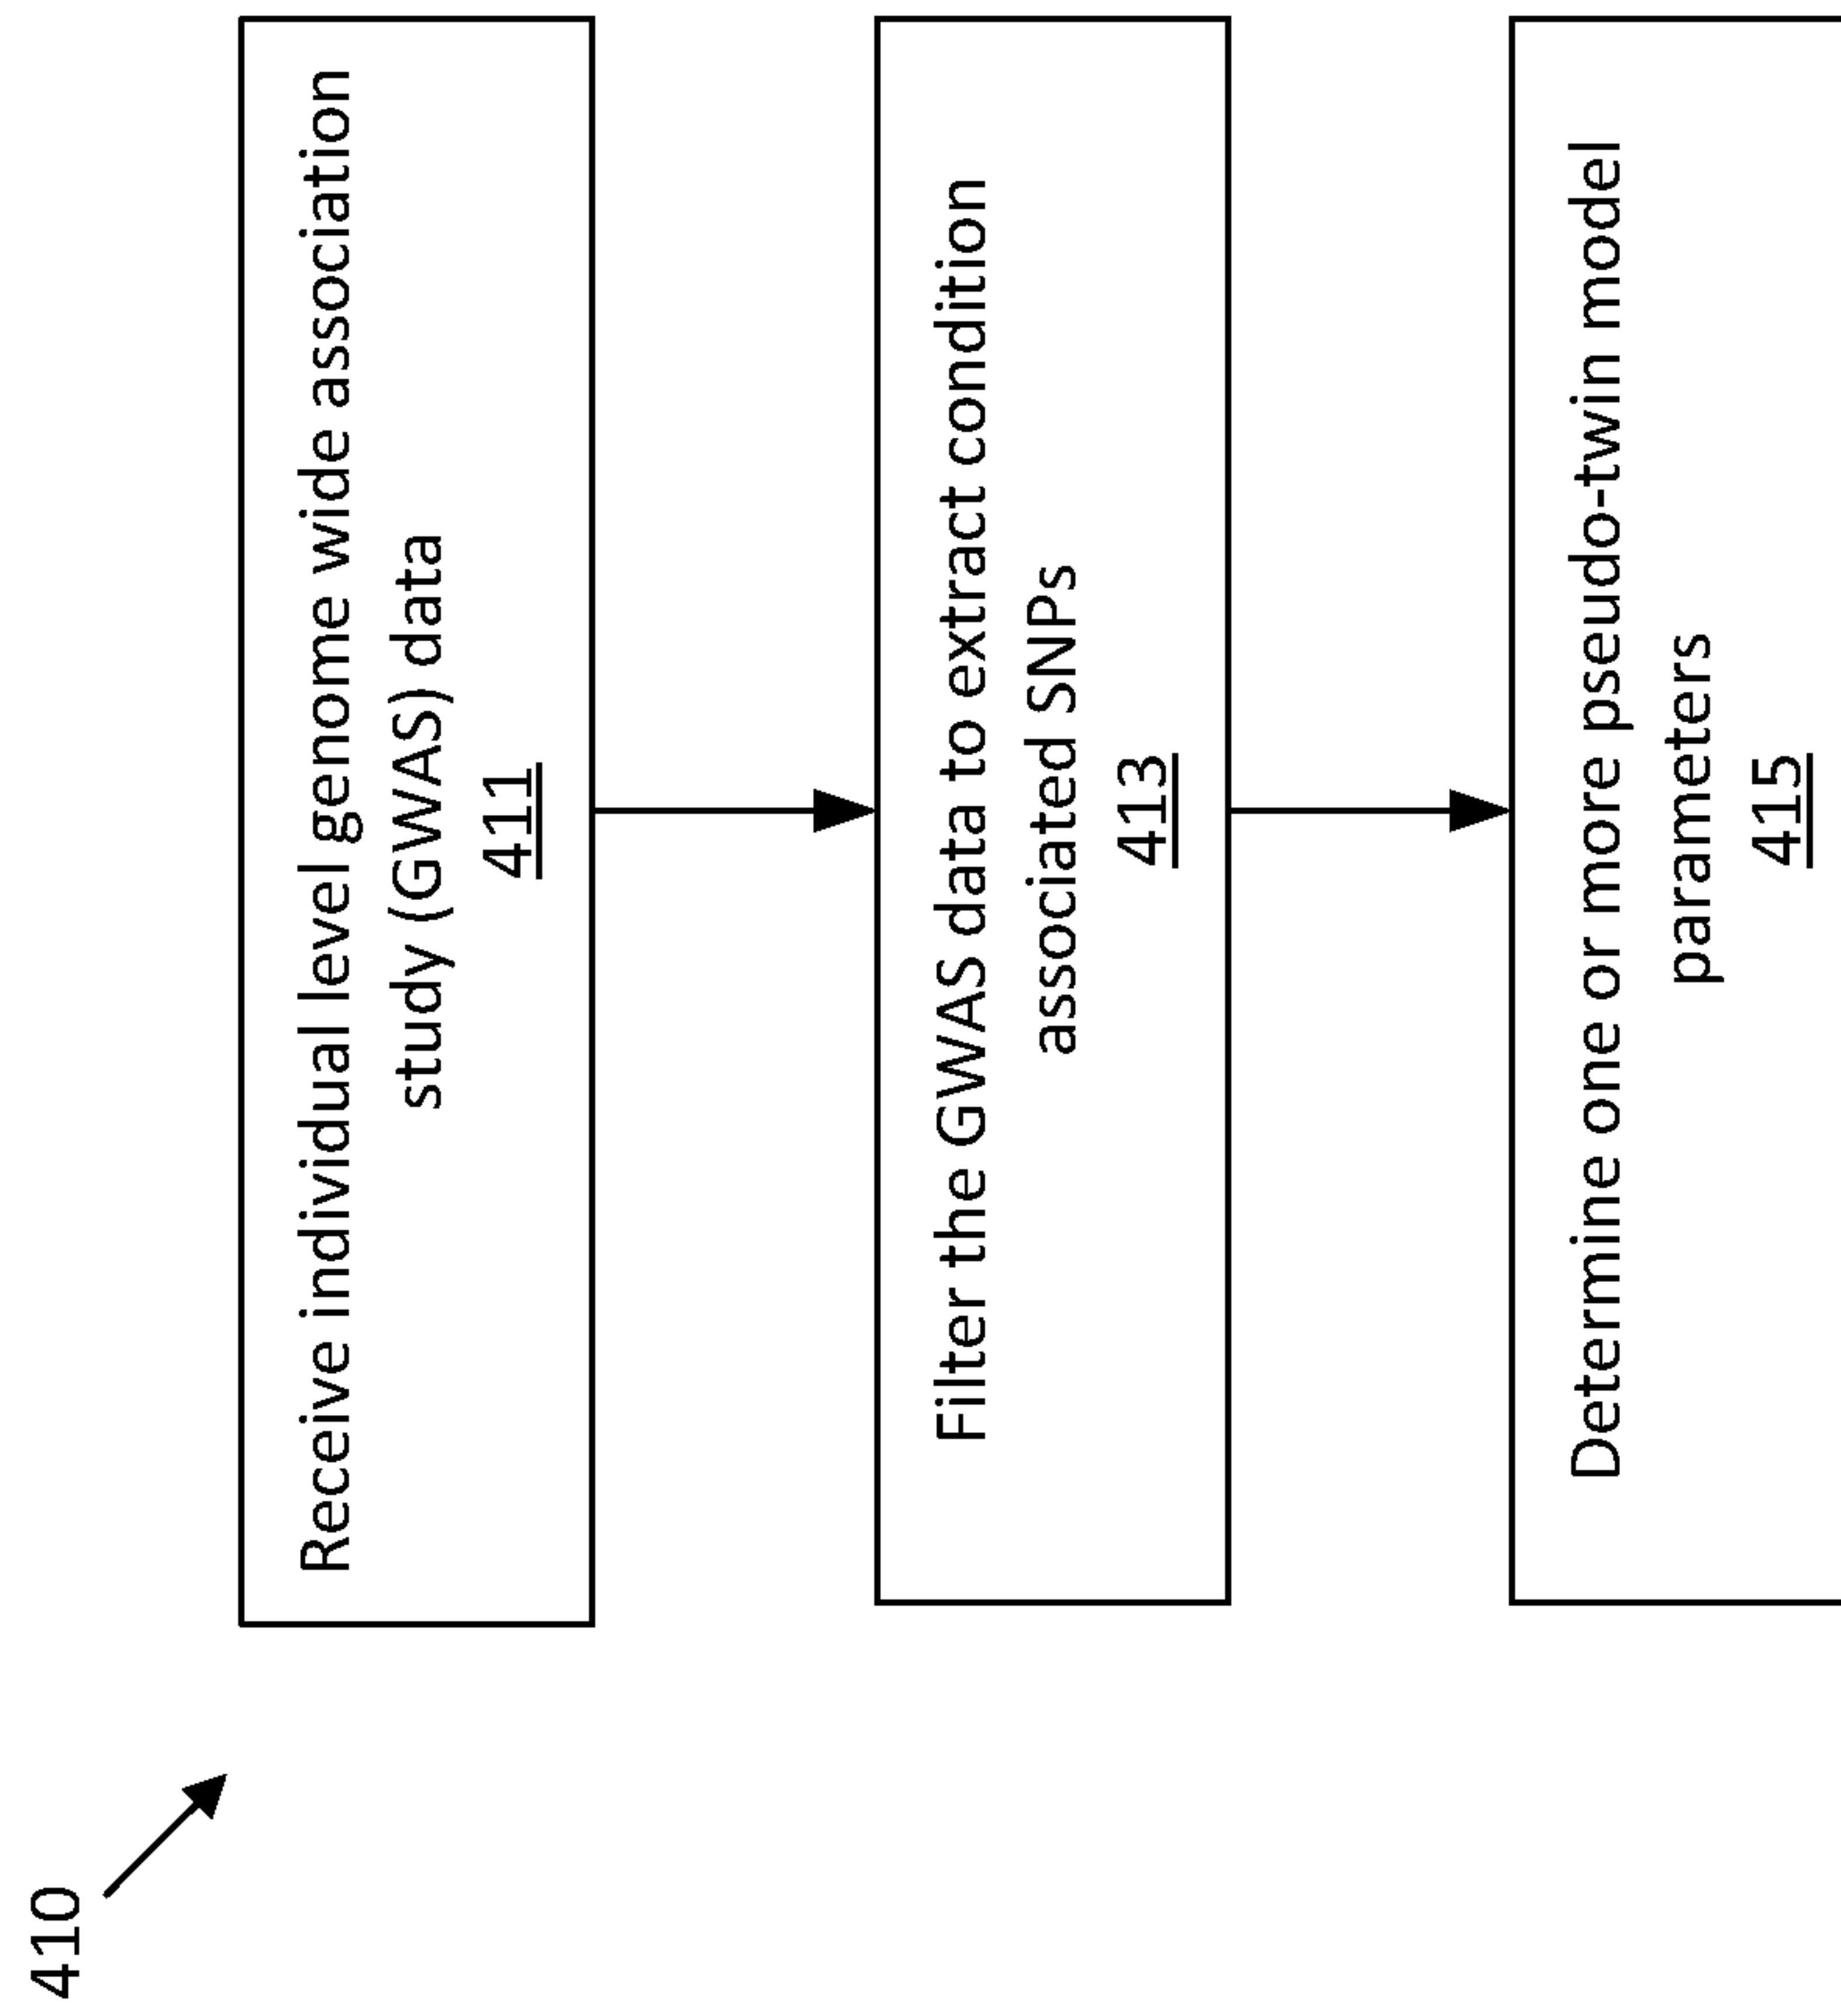 410
Receive individual level genome wide association
study (GWAS) data
411
Filter the GWAS data to extract condition
associated SNPs
413
Determine one or more pseudo-twin model
parameters
415